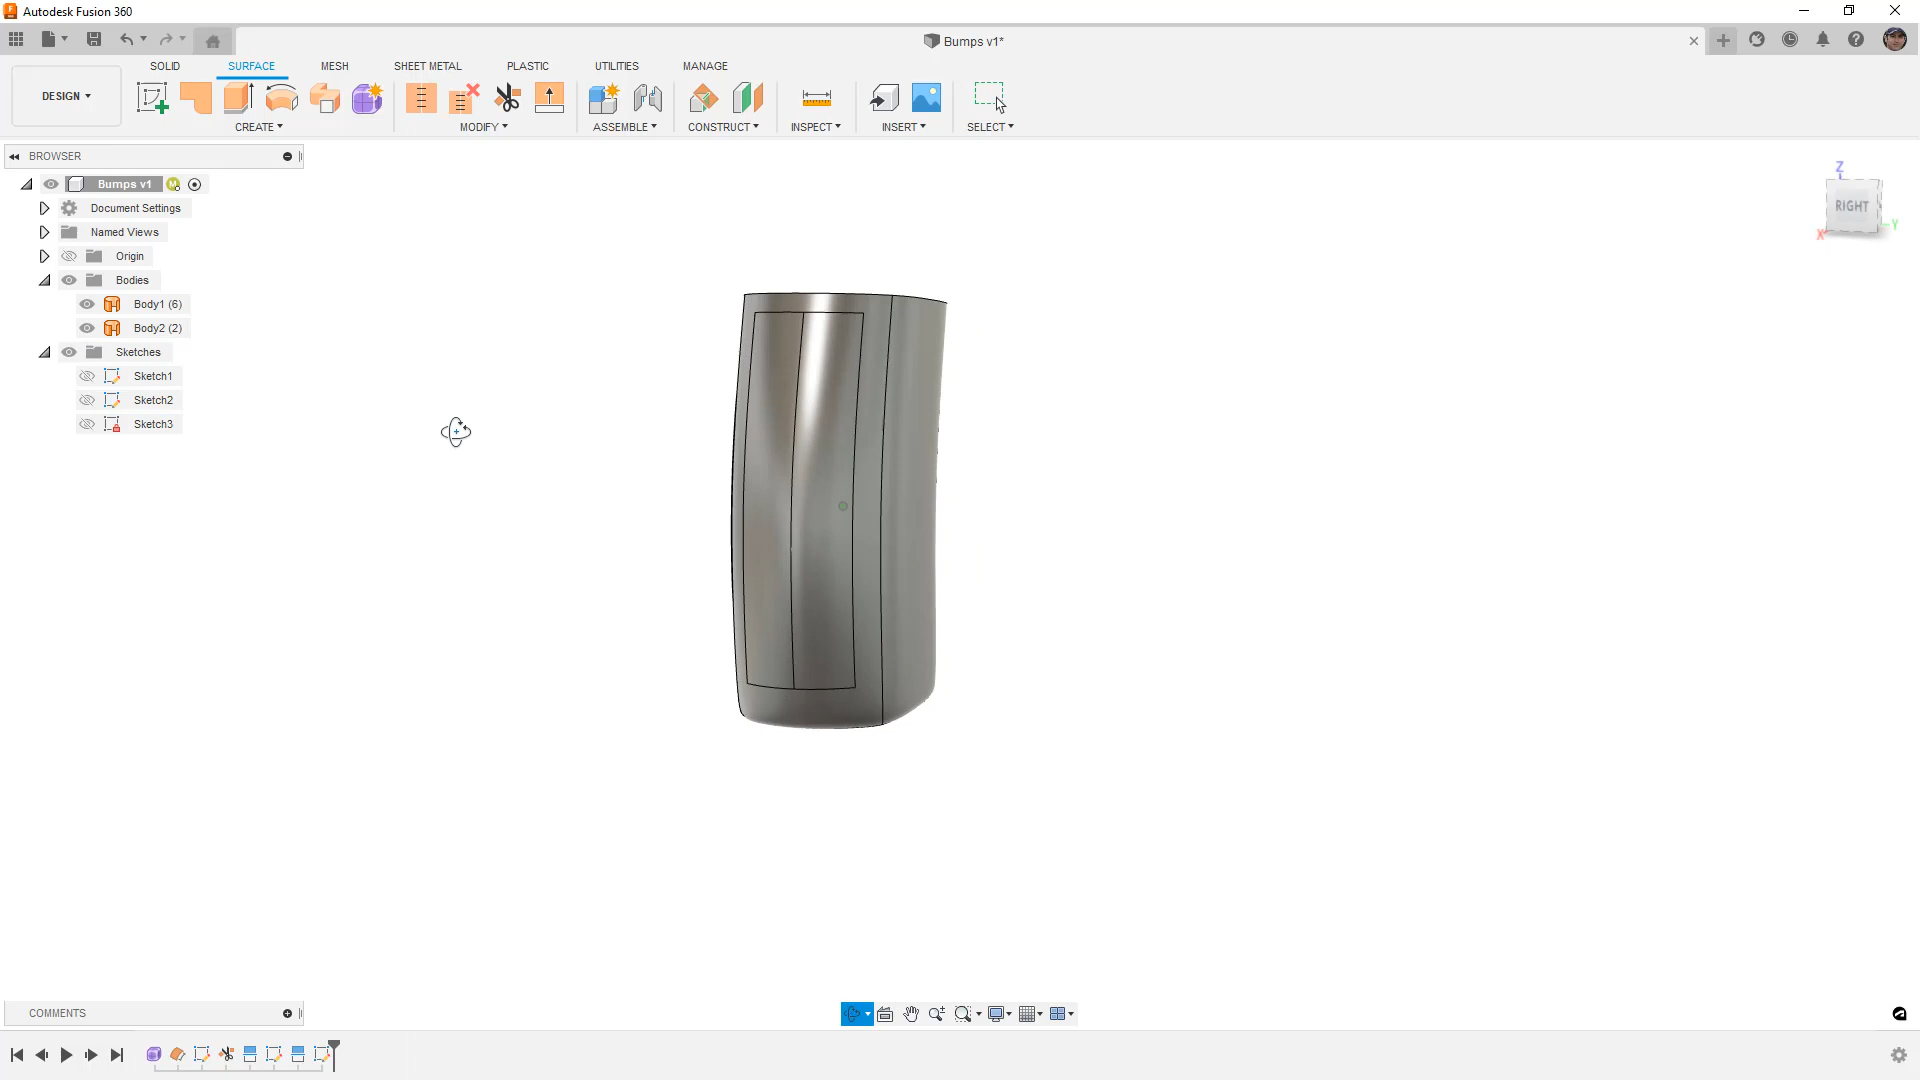 Autodesk Fusion 360
Bumps v1*
SOLID SURFACE MESH SHEET METAL PLASTIC UTILITIES MANAGE
DESIGN
CREATE MODIFY ASSEMBLE CONSTRUCT INSPECT INSERT SELECT
BROWSER
Bumps v1
Document Settings
Named Views
Origin
Bodies
Body1 (6)
Body2 (2)
Sketches
Sketch1
Sketch2
Sketch3
Z
RIGHT
Y
X
COMMENTS